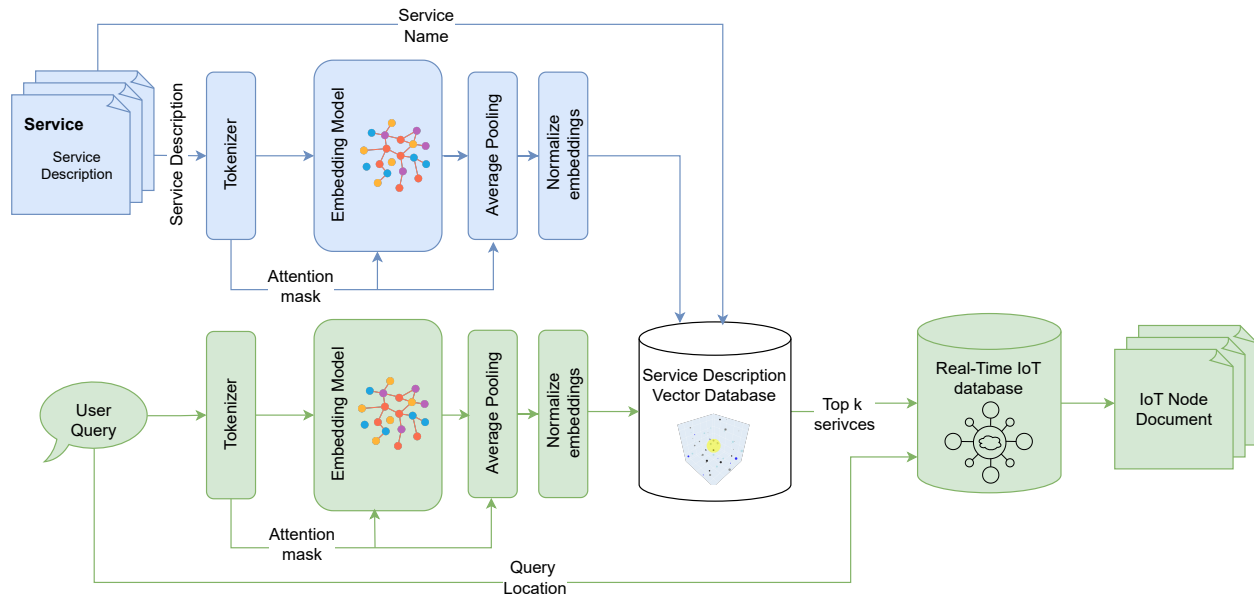 Service
Name
Service
Service
Description
Service Description
Tokenizer
Embedding Model
Average Pooling
Normalize
embeddings
Attention
mask
User
Query
Tokenizer
Embedding Model
Average Pooling
Normalize
embeddings
Attention
mask
Service Description
Vector Database
Top k
serivces
Real-Time IoT
database
IoT Node
Document
Query
Location